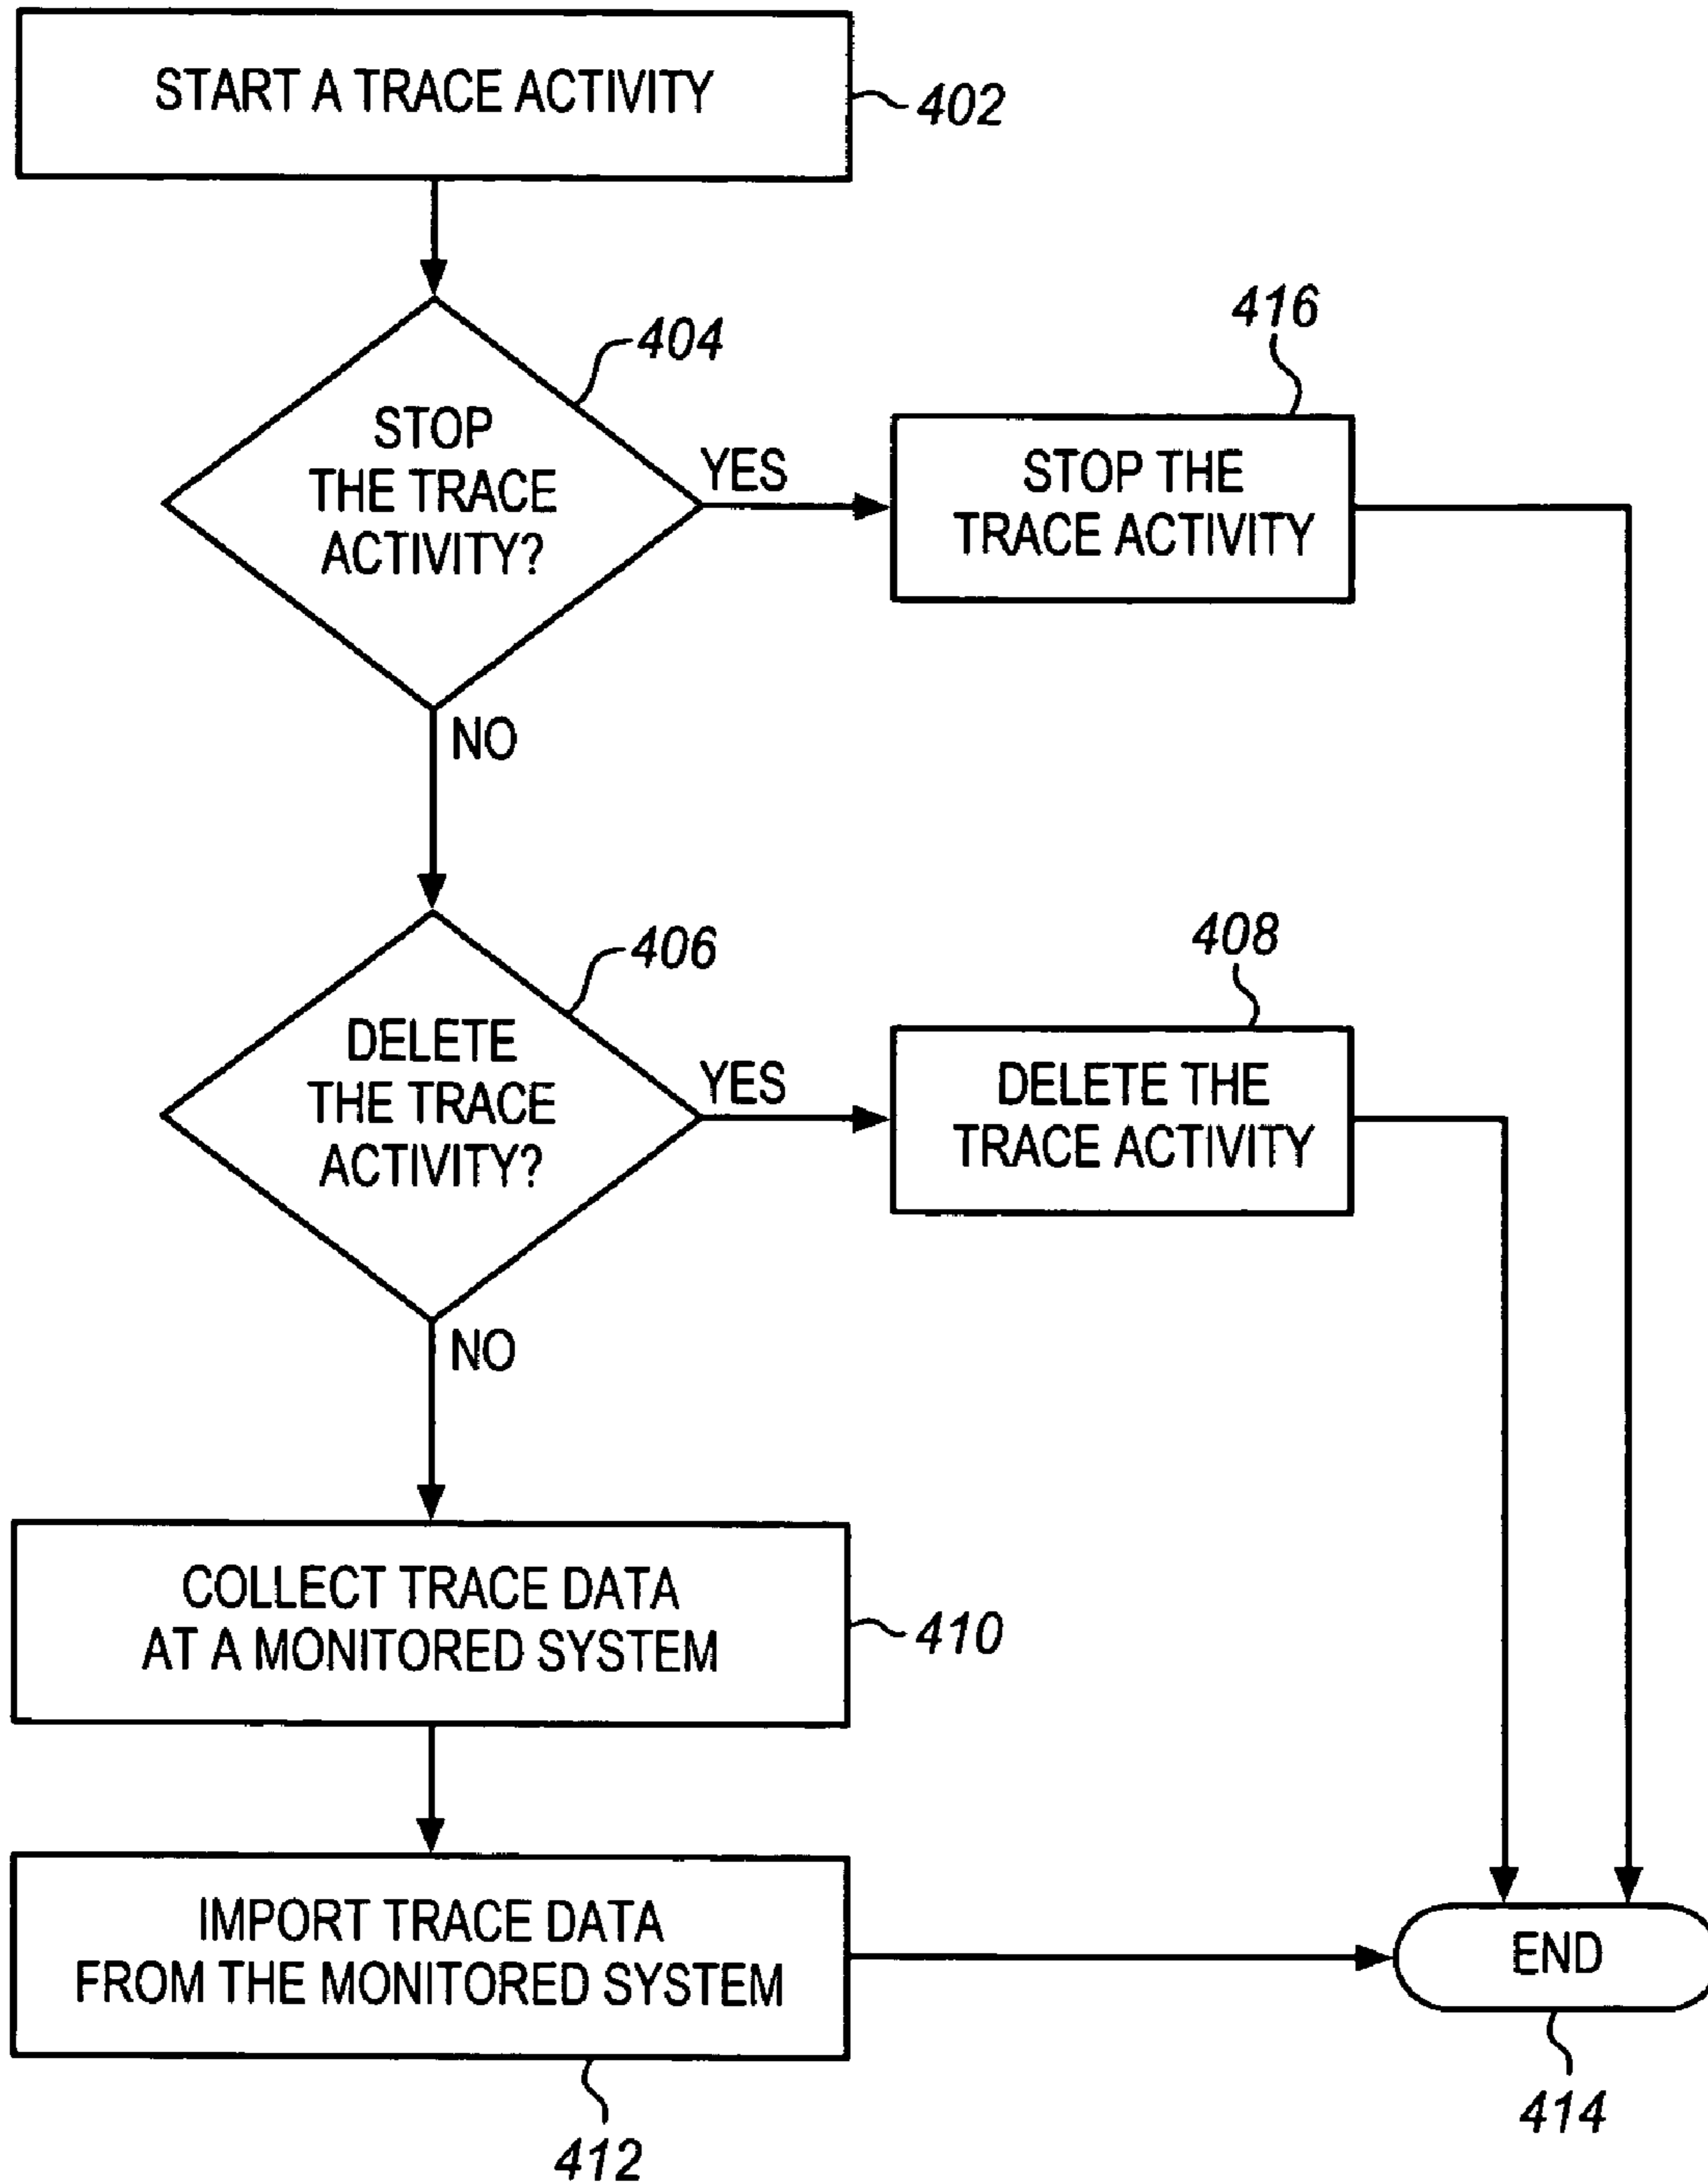 START A TRACE ACTIVITY
402
404
STOP
THE TRACE
ACTIVITY?
YES
416
STOP THE
TRACE ACTIVITY
NO
406
DELETE
THE TRACE
ACTIVITY?
YES
408
DELETE THE
TRACE ACTIVITY
NO
COLLECT TRACE DATA
AT A MONITORED SYSTEM
410
IMPORT TRACE DATA
FROM THE MONITORED SYSTEM
412
END
414